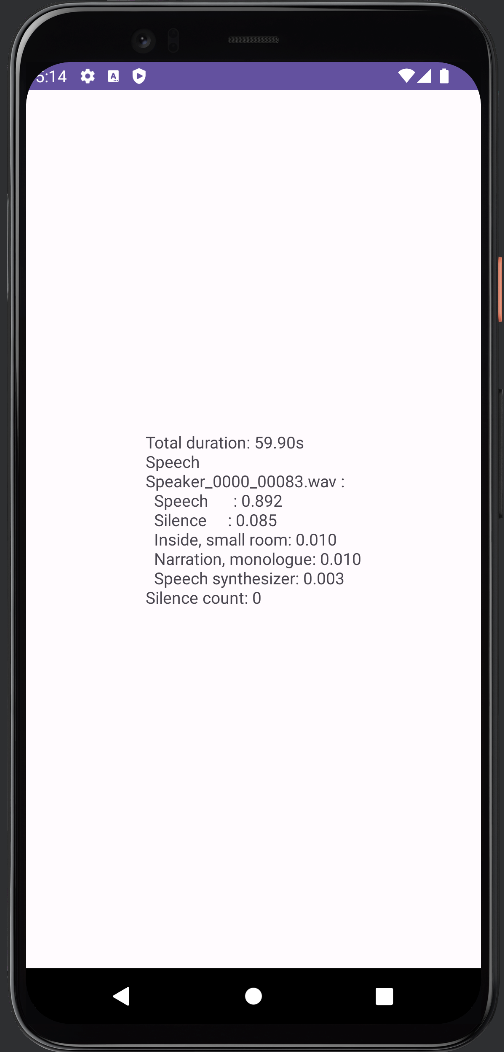 5:14
Total duration: 59.90s
Speech
Speaker_0000_00083.wav :
Speech : 0.892
Silence : 0.085
Inside, small room: 0.010
Narration, monologue: 0.010
Speech synthesizer: 0.003
Silence count: 0